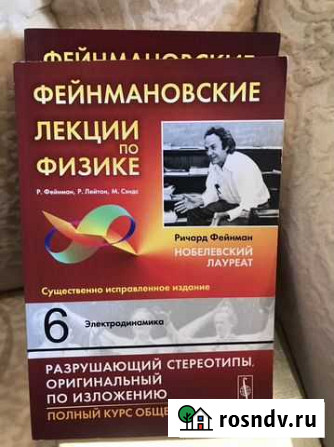 ФЕЙНМАНОВСКИЕ
ФЕЙНМАНОВСКИЕ
ЛЕКЦИИ ПО
ФИЗИКЕ
Р. Фейнман, Р. Лейтон, М. Сэндс
Ричард Фейнман
НОБЕЛЕВСКИЙ
ЛАУРЕАТ
Существенно исправленное издание
6 Электродинамика
РАЗРУШАЮЩИЙ СТЕРЕОТИПЫ,
ОРИГИНАЛЬНЫЙ
ПО ИЗЛОЖЕНИЮ
ПОЛНЫЙ КУРС ОБЩЕ
URSS
rosndv.ru